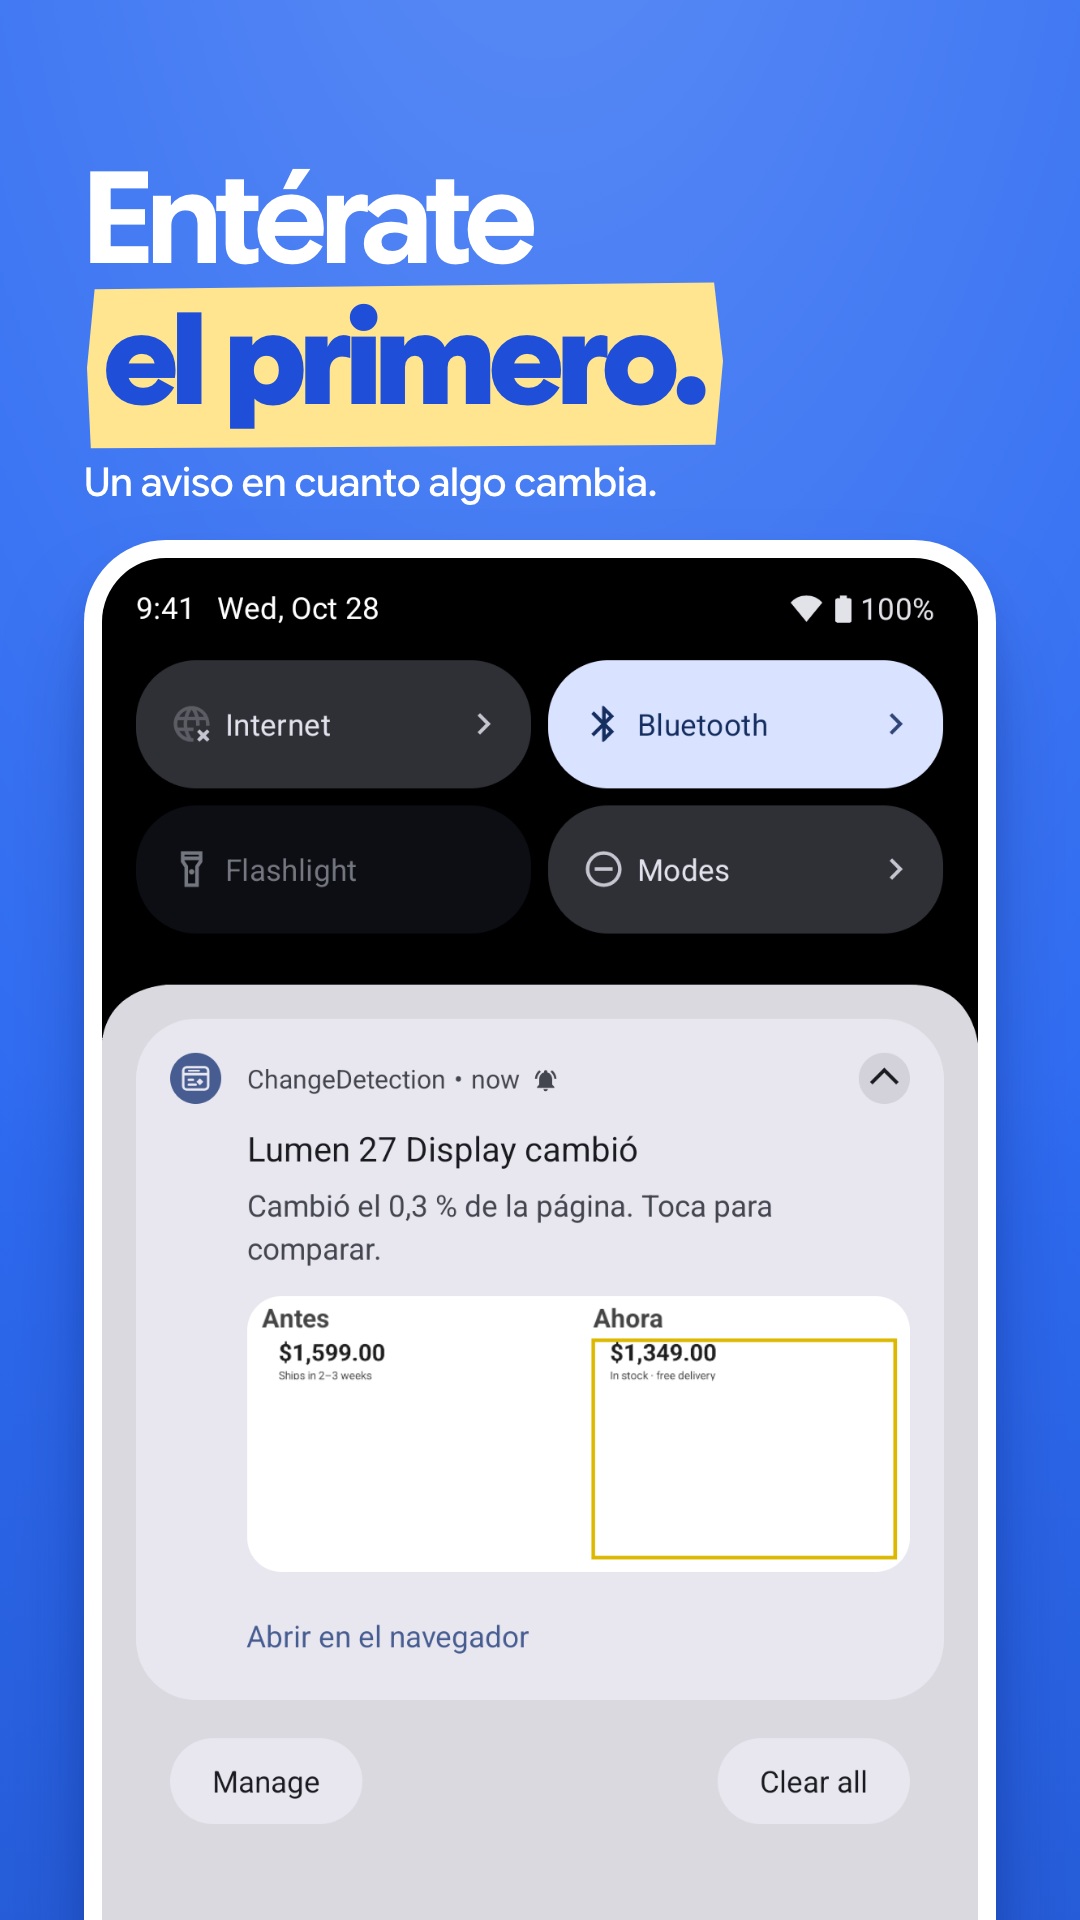 Entérate
el primero.
Un aviso en cuanto algo cambia.
9:41 Wed, Oct 28 100%
Internet Bluetooth
Flashlight Modes
ChangeDetection • now
Lumen 27 Display cambió
Cambió el 0,3 % de la página. Toca para
comparar.
Antes Ahora
$1,599.00 $1,349.00
Ships in 2–3 weeks In stock · free delivery
Abrir en el navegador
Manage Clear all